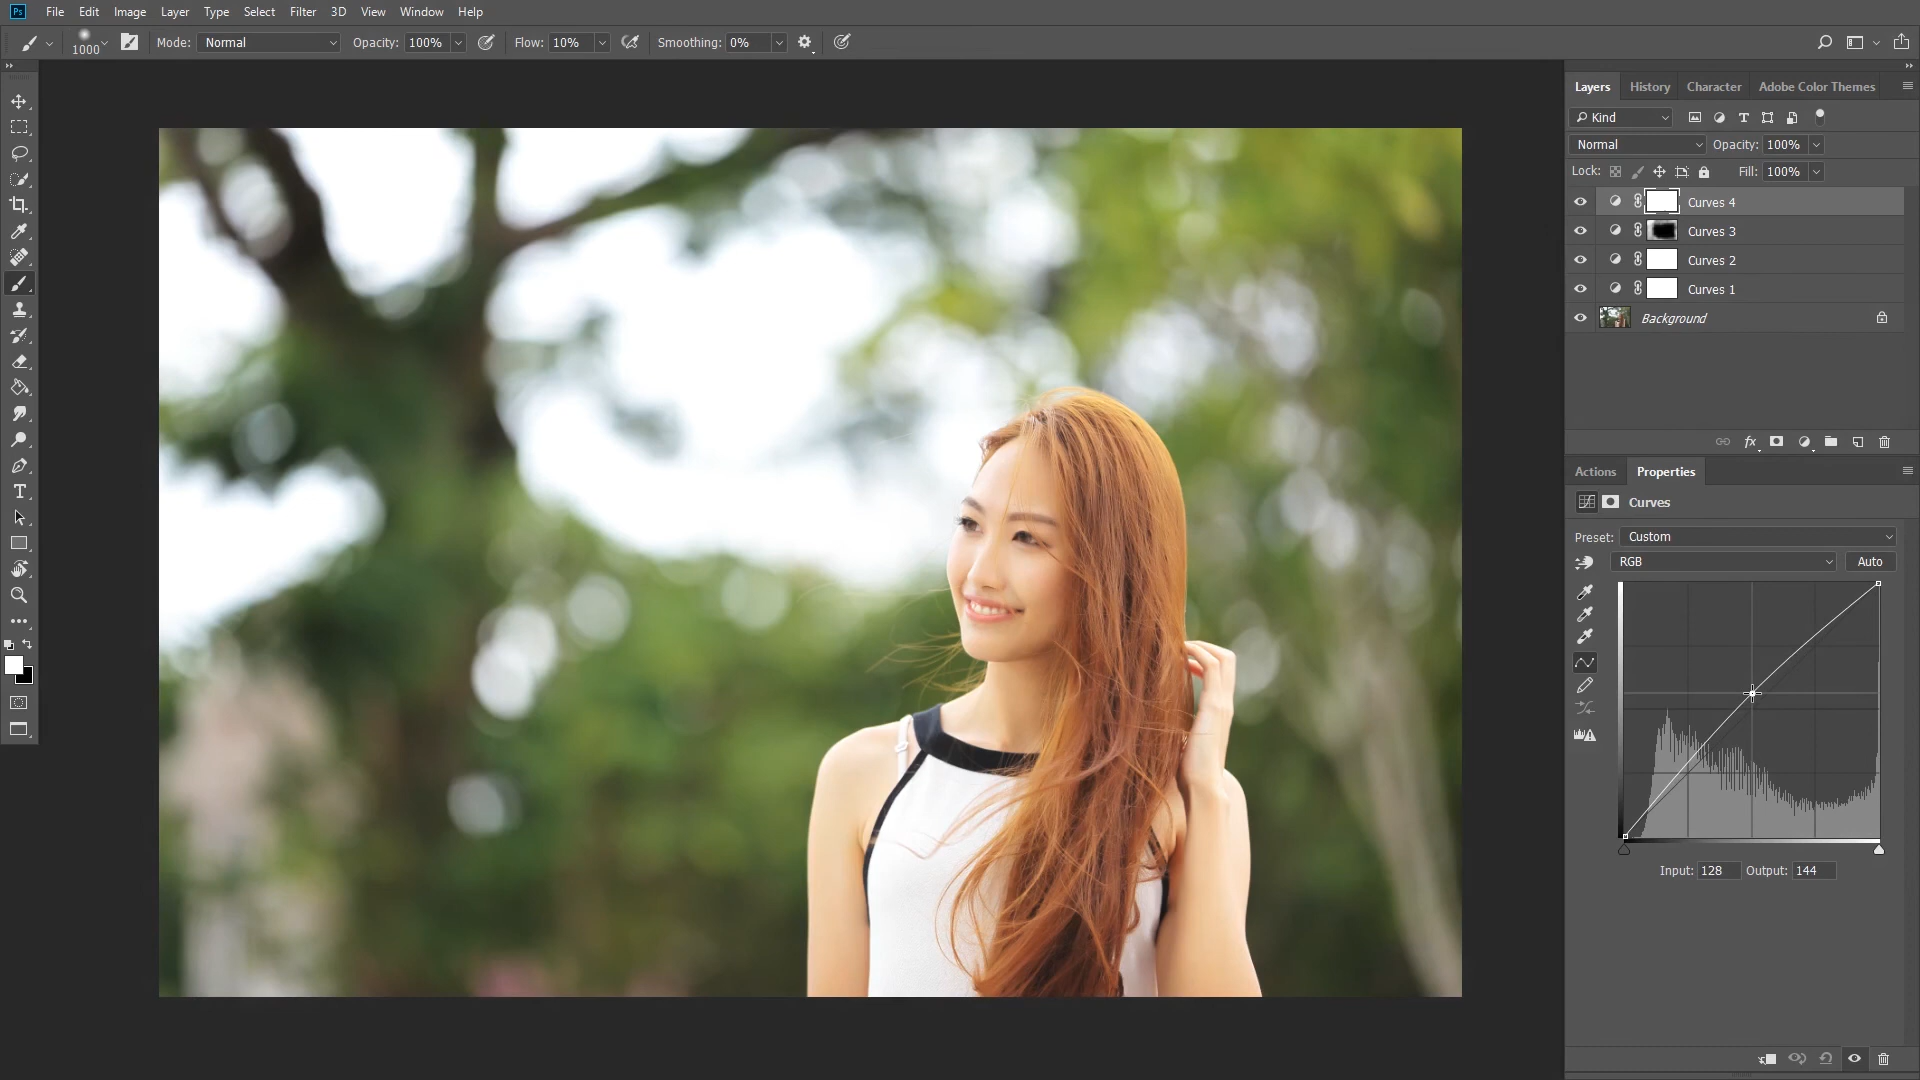 Ps File Edit Image Layer Type Select Filter 3D View Window Help
1000 Mode: Normal Opacity: 100% Flow: 10% Smoothing: 0%
Layers History Character Adobe Color Themes
Kind
Normal Opacity: 100%
Lock: Fill: 100%
Curves 4
Curves 3
Curves 2
Curves 1
Background
fx
Actions Properties
Curves
Preset: Custom
RGB Auto
Input: 128 Output: 144